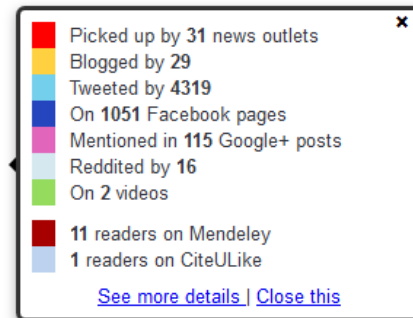 ×
Picked up by 31 news outlets
Blogged by 29
Tweeted by 4319
On 1051 Facebook pages
Mentioned in 115 Google+ posts
Reddited by 16
On 2 videos
11 readers on Mendeley
1 readers on CiteULike
See more details | Close this